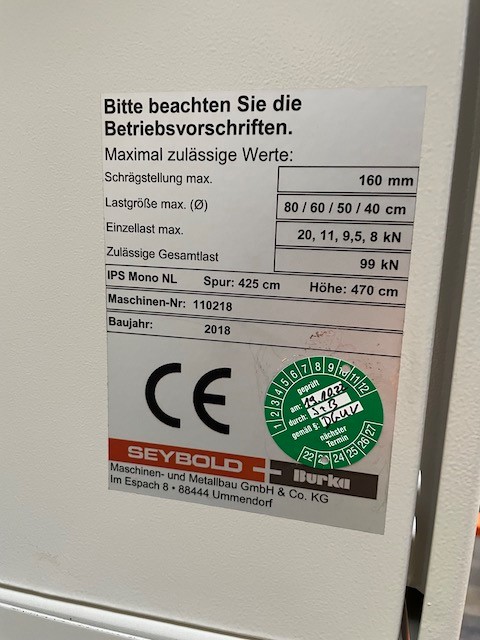 Bitte beachten Sie die
Betriebsvorschriften.
Maximal zulässige Werte:
Schrägstellung max. 160 mm
Lastgröße max. (Ø) 80 / 60 / 50 / 40 cm
Einzellast max. 20, 11, 9,5, 8 kN
Zulässige Gesamtlast 99 kN
IPS Mono NL Spur: 425 cm Höhe: 470 cm
Maschinen-Nr: 110218
Baujahr: 2018
CE
1 2 3 4 5 6 7 8 9 10 11 12
geprüft
am:
durch:
gemäß §: DGUV
nächster
Termin
22 23 24 25 26 27
SEYBOLD + Burka
Maschinen- und Metallbau GmbH & Co. KG
Im Espach 8 • 88444 Ummendorf